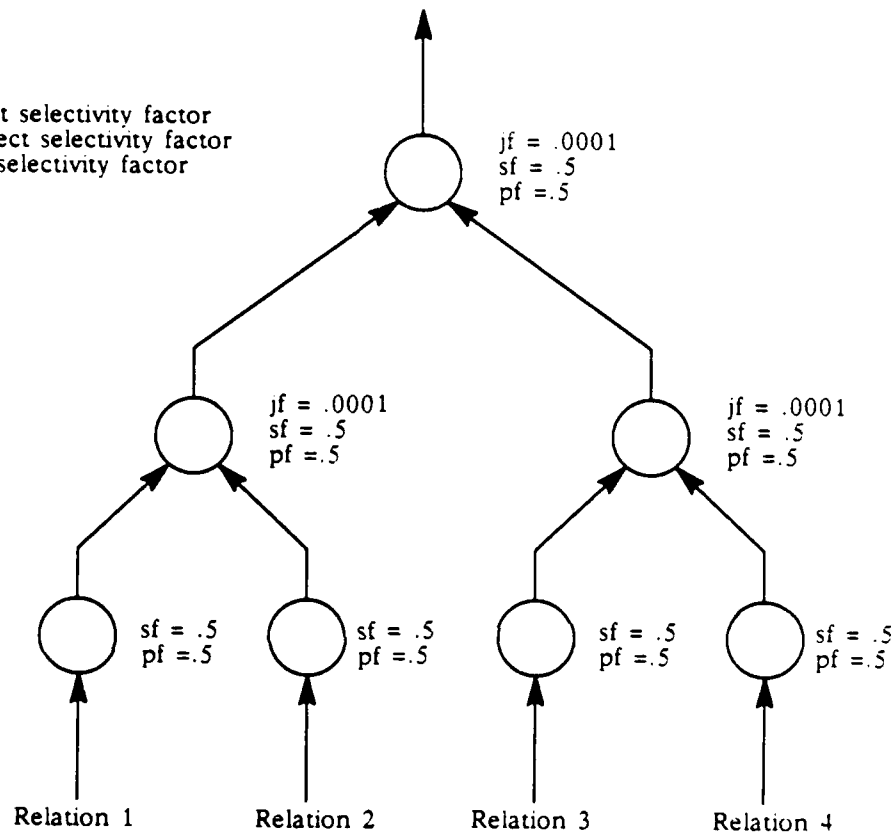 t selectivity factor
ect selectivity factor
selectivity factor
jf = .0001
sf = .5
pf =.5
jf = .0001
sf = .5
pf =.5
jf = .0001
sf = .5
pf =.5
sf = .5
pf =.5
sf = .5
pf =.5
sf = .5
pf =.5
sf = .5
pf =.5
Relation 1
Relation 2
Relation 3
Relation 4